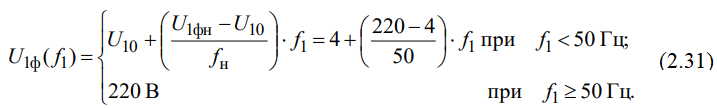 U₁ф(f₁) = { U₁₀ + ((U₁фн − U₁₀) / fн) · f₁ = 4 + ((220 − 4) / 50) · f₁ при f₁ < 50 Гц;
220 В при f₁ ≥ 50 Гц. (2.31)